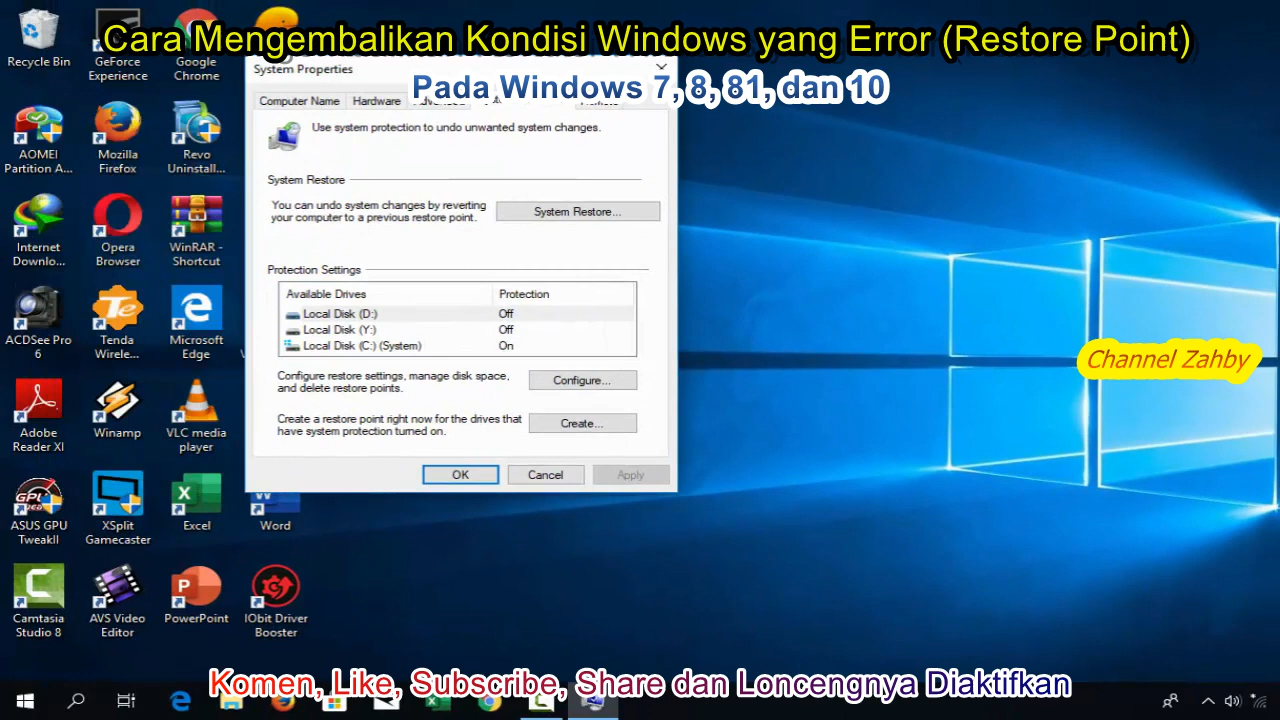 Cara Mengembalikan Kondisi Windows yang Error (Restore Point)
Pada Windows 7, 8, 81, dan 10
Recycle Bin
GeForce
Experience
Google
Chrome
AOMEI
Partition A...
Mozilla
Firefox
Revo
Uninstall...
Internet
Downlo...
Opera
Browser
WinRAR -
Shortcut
ACDSee Pro
6
Tenda
Wirele...
Microsoft
Edge
Adobe
Reader XI
Winamp
VLC media
player
ASUS GPU
TweakII
XSplit
Gamecaster
Excel
Word
Camtasia
Studio 8
AVS Video
Editor
PowerPoint
IObit Driver
Booster
System Properties
Computer Name
Hardware
Advanced
Remote
Use system protection to undo unwanted system changes.
System Restore
You can undo system changes by reverting
your computer to a previous restore point.
System Restore...
Protection Settings
Available Drives
Protection
Local Disk (D:)
Off
Local Disk (Y:)
Off
Local Disk (C:) (System)
On
Configure restore settings, manage disk space,
and delete restore points.
Configure...
Create a restore point right now for the drives that
have system protection turned on.
Create...
OK
Cancel
Apply
Channel Zahby
Komen, Like, Subscribe, Share dan Loncengnya Diaktifkan